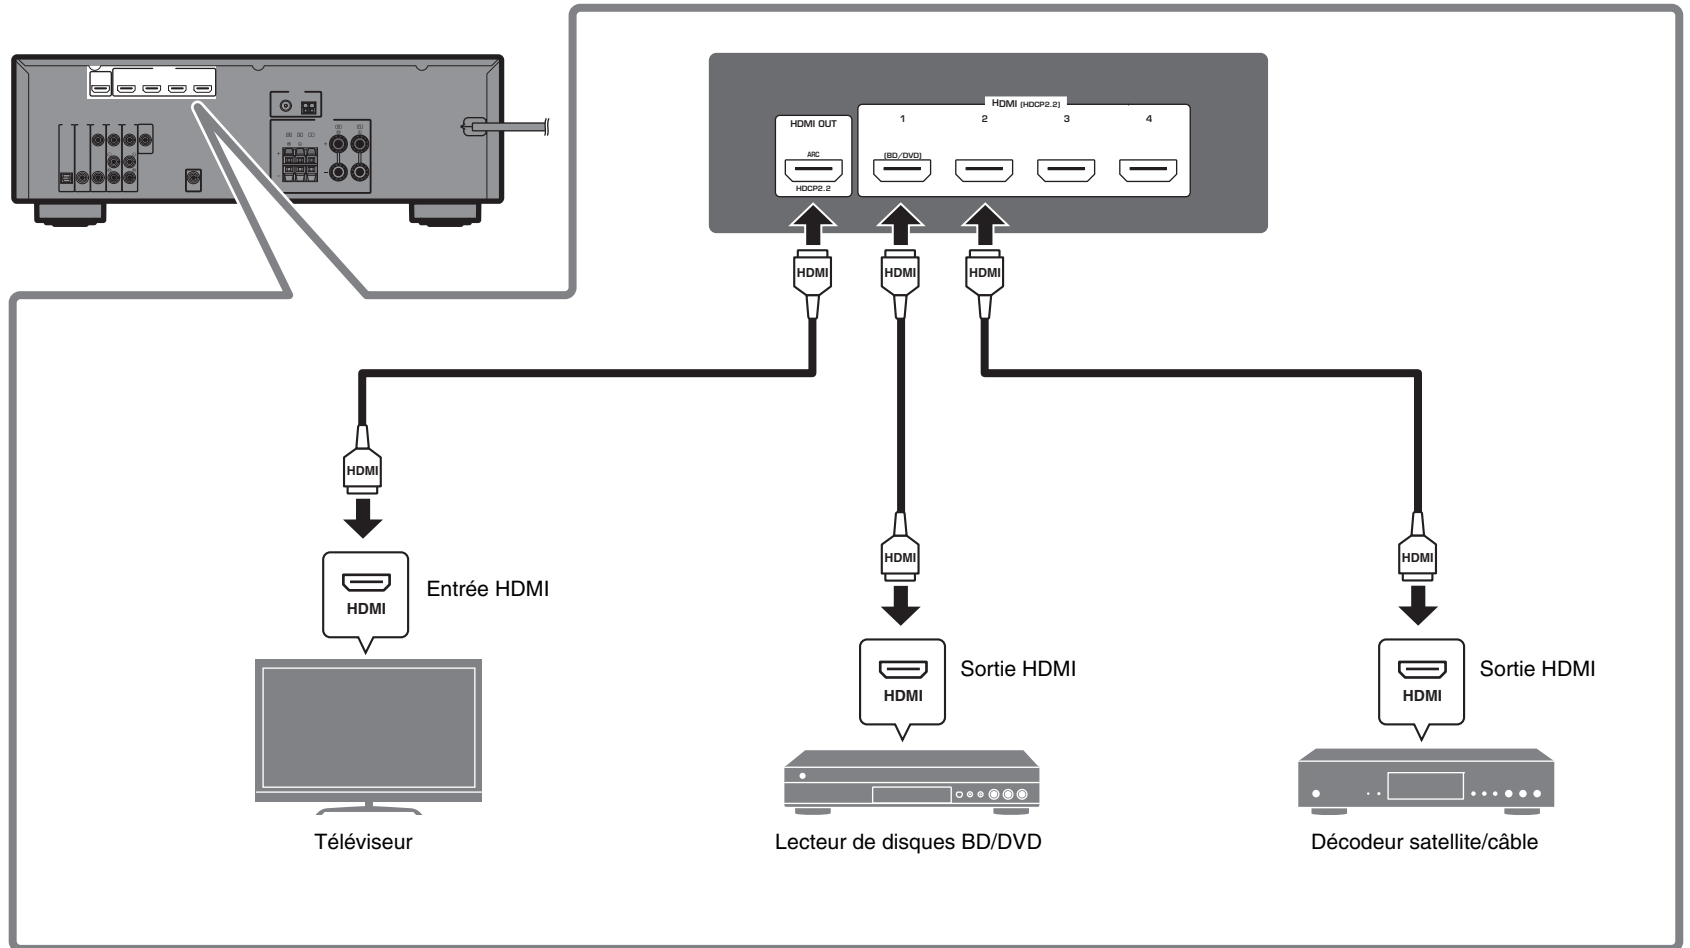 HDMI (HDCP2.2)
HDMI OUT
1
2
3
4
ARC
(BD/DVD)
HDCP2.2
HDMI
HDMI
HDMI
HDMI
HDMI
HDMI
HDMI
Entrée HDMI
HDMI
Sortie HDMI
HDMI
Sortie HDMI
Téléviseur
Lecteur de disques BD/DVD
Décodeur satellite/câble